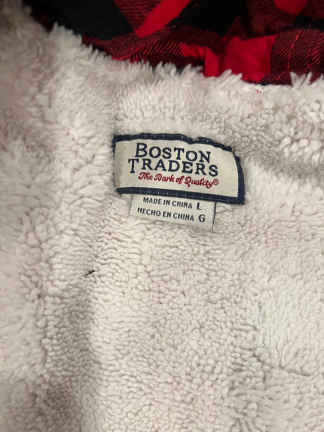 BOSTON
TRADERS
The Mark of Quality®
MADE IN CHINA L
HECHO EN CHINA G